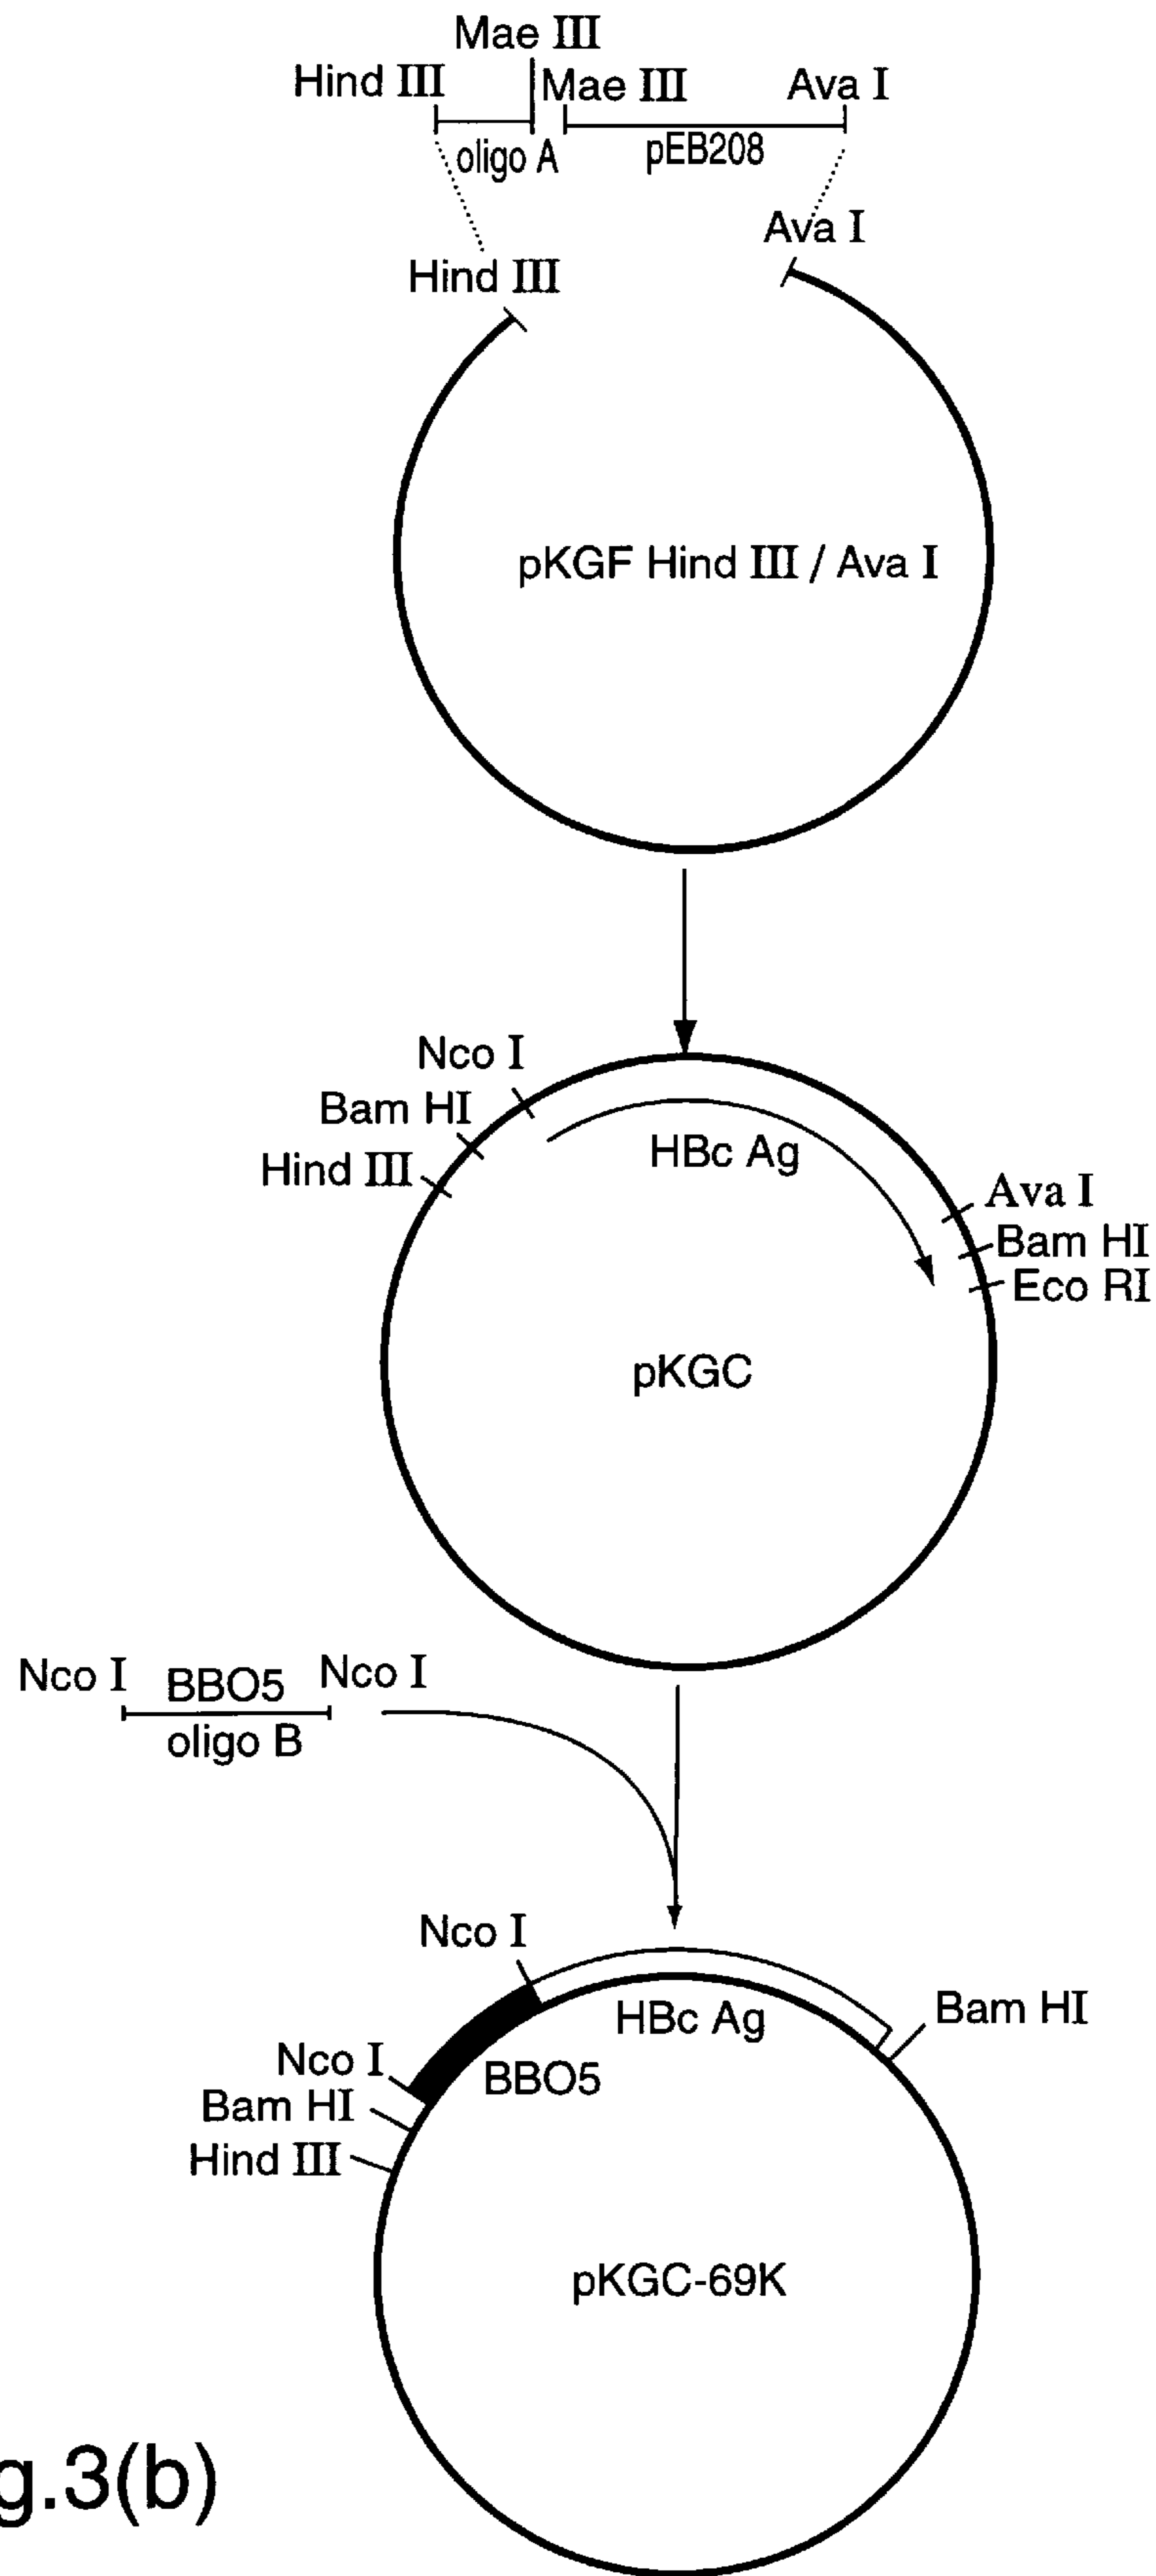 Mae III
Hind III
Mae III
Ava I
oligo A
pEB208
Ava I
Hind III
pKGF Hind III / Ava I
Nco I
Bam HI
HBc Ag
Hind III
Ava I
Bam HI
Eco RI
pKGC
Nco I
BBO5
Nco I
oligo B
Nco I
HBc Ag
Bam HI
Nco I
BBO5
Bam HI
Hind III
pKGC-69K
g.3(b)